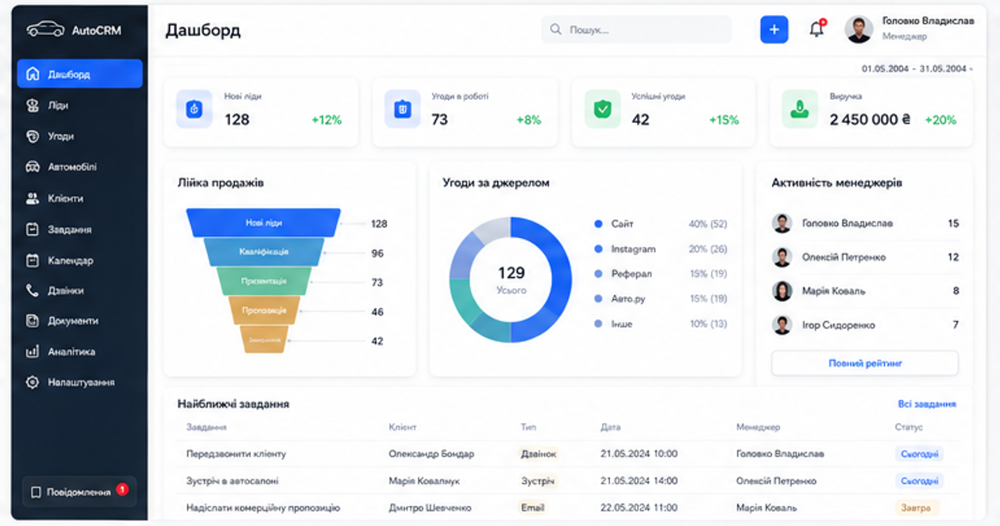 AutoCRM
Дашборд
Ліди
Угоди
Автомобілі
Клієнти
Завдання
Календар
Дзвінки
Документи
Аналітика
Налаштування
Повідомлення 1
Дашборд
Пошук...
+
Головко Владислав
Менеджер
01.05.2004 - 31.05.2004
Нові ліди
128 +12%
Угоди в роботі
73 +8%
Успішні угоди
42 +15%
Виручка
2 450 000 ₴ +20%
Лійка продажів
Нові ліди 128
Кваліфікація 96
Презентація 73
Пропозиція 46
42
Угоди за джерелом
129
Усього
Сайт 40% (52)
Instagram 20% (26)
Реферал 15% (19)
Авто.ру 15% (19)
Інше 10% (13)
Активність менеджерів
Головко Владислава 15
Олексій Петренко 12
Марія Коваль 8
Ігор Сидоренко 7
Повний рейтинг
Найближчі завдання Всі завдання
Завдання Клієнт Тип Дата Менеджер Статус
Передзвонити клієнту Олександр Бондар Дзвінок 21.05.2024 10:00 Головко Владислав Сьогодні
Зустріч в автосалоні Марія Ковалчук Зустріч 21.05.2024 14:00 Олексій Петренко Сьогодні
Надіслати комерційну пропозицію Дмитро Шевченко Email 22.05.2024 11:00 Марія Коваль Завтра